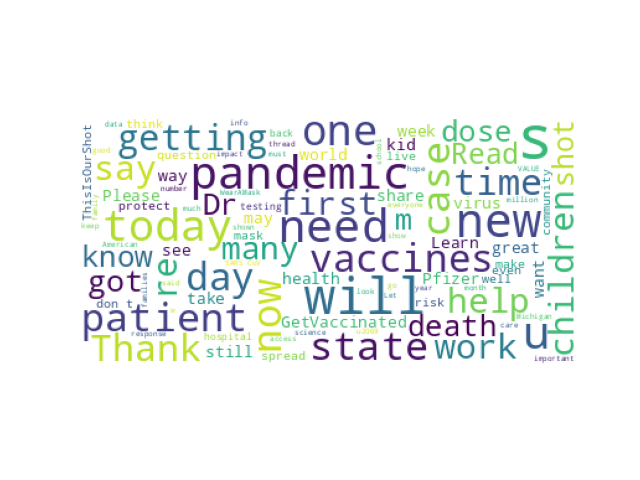 data
think
info
ThisIsOurShot
getting
back
one
week
dose
s
good
thread
kid
question
impact
must
Read
shot
say
way
world
live
school
family
number
pandemic
case
time
VALUE
community
Please
WearAMask
hope
protect
Dr
first
share
virus
million
keep
much
testing
everyone
today
may
need
m
new
children
shown
mask
show
American
Learn
know
see
many
vaccines
great
make
even
re
got
said
day
health
Pfizer
well
want
look
will
year
month
don t
families
take
now
Let
go
risk
help
patient
GetVaccinated
death
Michigan
u
response
science
care
Thank
hospital
access
state
work
still
spread
important